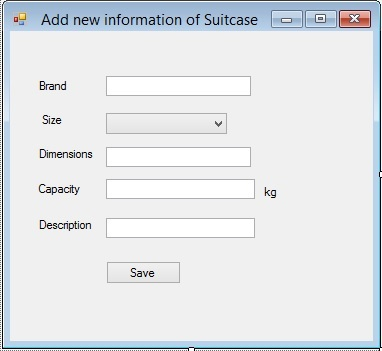 Add new information of Suitcase
Brand
Size
Dimensions
Capacity kg
Description
Save